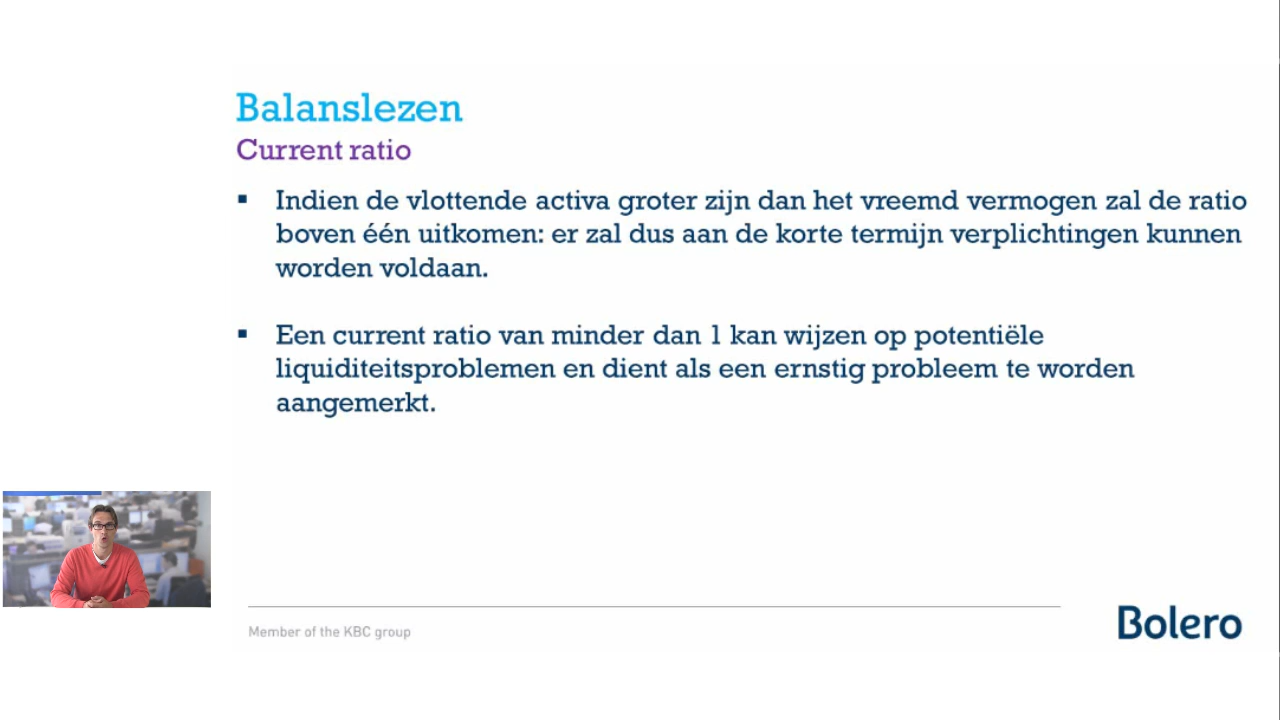 Balanslezen
Current ratio
▪ Indien de vlottende activa groter zijn dan het vreemd vermogen zal de ratio
boven één uitkomen: er zal dus aan de korte termijn verplichtingen kunnen
worden voldaan.
▪ Een current ratio van minder dan 1 kan wijzen op potentiële
liquiditeitsproblemen en dient als een ernstig probleem te worden
aangemerkt.
Member of the KBC group
Bolero